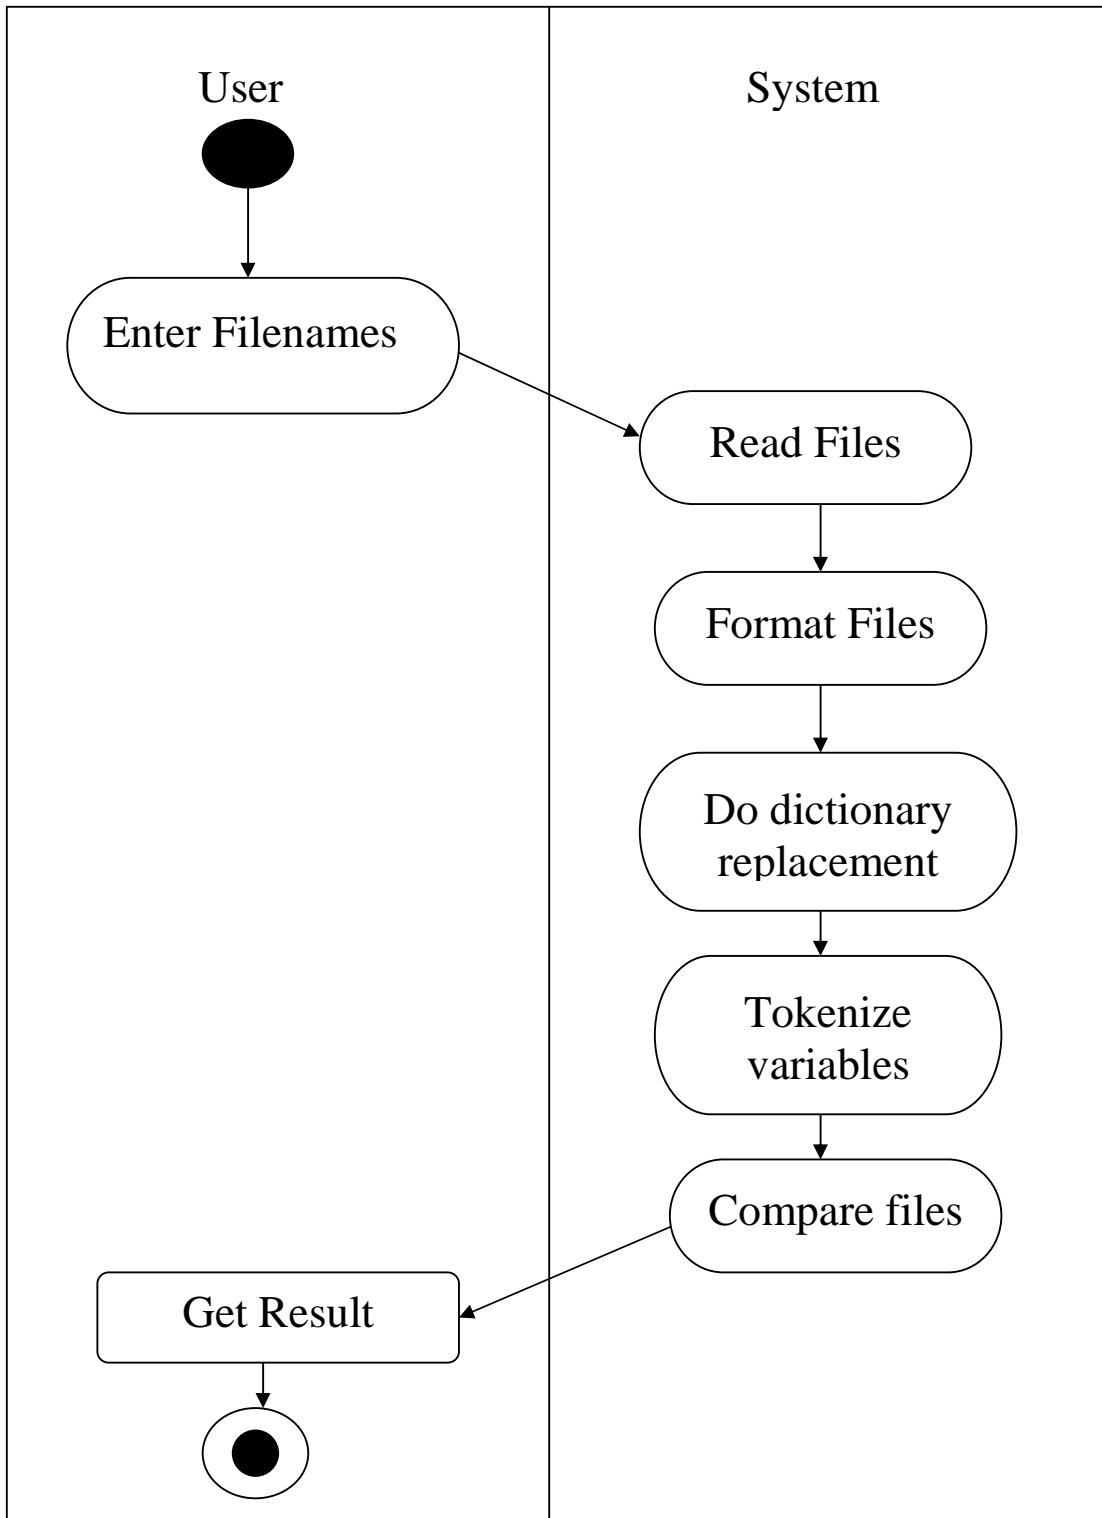 User
System
Enter Filenames
Read Files
Format Files
Do dictionary
replacement
Tokenize
variables
Compare files
Get Result